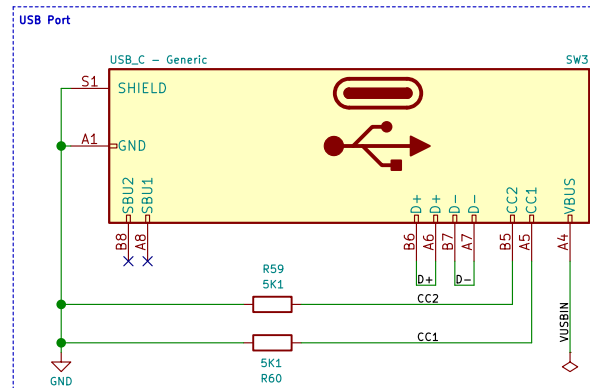 USB Port
USB_C - Generic
SW3
S1
SHIELD
A1
GND
SBU2
SBU1
D+
D+
D-
D-
CC2
CC1
VBUS
B8
A8
B6
A6
B7
A7
B5
A5
A4
D+
D-
R59
5K1
CC2
VUSBIN
CC1
5K1
R60
GND